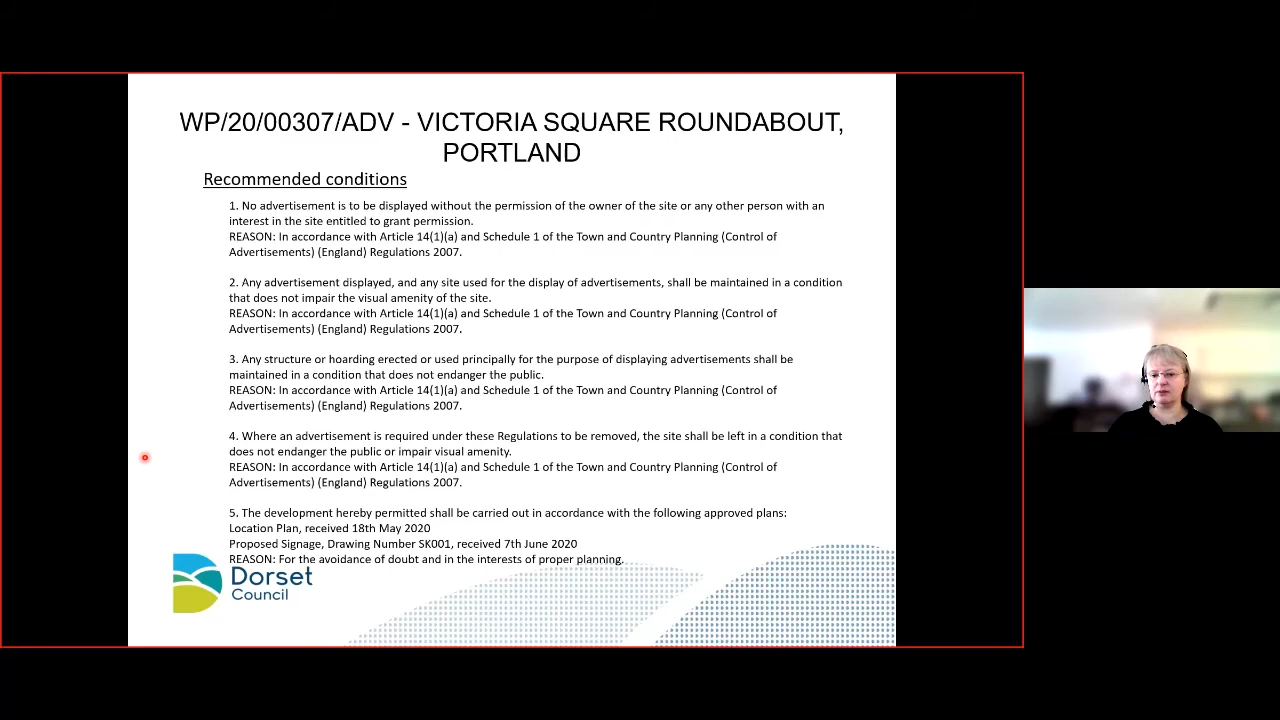 WP/20/00307/ADV - VICTORIA SQUARE ROUNDABOUT,
PORTLAND
Recommended conditions
1. No advertisement is to be displayed without the permission of the owner of the site or any other person with an
interest in the site entitled to grant permission.
REASON: In accordance with Article 14(1)(a) and Schedule 1 of the Town and Country Planning (Control of
Advertisements) (England) Regulations 2007.
2. Any advertisement displayed, and any site used for the display of advertisements, shall be maintained in a condition
that does not impair the visual amenity of the site.
REASON: In accordance with Article 14(1)(a) and Schedule 1 of the Town and Country Planning (Control of
Advertisements) (England) Regulations 2007.
3. Any structure or hoarding erected or used principally for the purpose of displaying advertisements shall be
maintained in a condition that does not endanger the public.
REASON: In accordance with Article 14(1)(a) and Schedule 1 of the Town and Country Planning (Control of
Advertisements) (England) Regulations 2007.
4. Where an advertisement is required under these Regulations to be removed, the site shall be left in a condition that
does not endanger the public or impair visual amenity.
REASON: In accordance with Article 14(1)(a) and Schedule 1 of the Town and Country Planning (Control of
Advertisements) (England) Regulations 2007.
5. The development hereby permitted shall be carried out in accordance with the following approved plans:
Location Plan, received 18th May 2020
Proposed Signage, Drawing Number SK001, received 7th June 2020
REASON: For the avoidance of doubt and in the interests of proper planning.
Dorset
Council